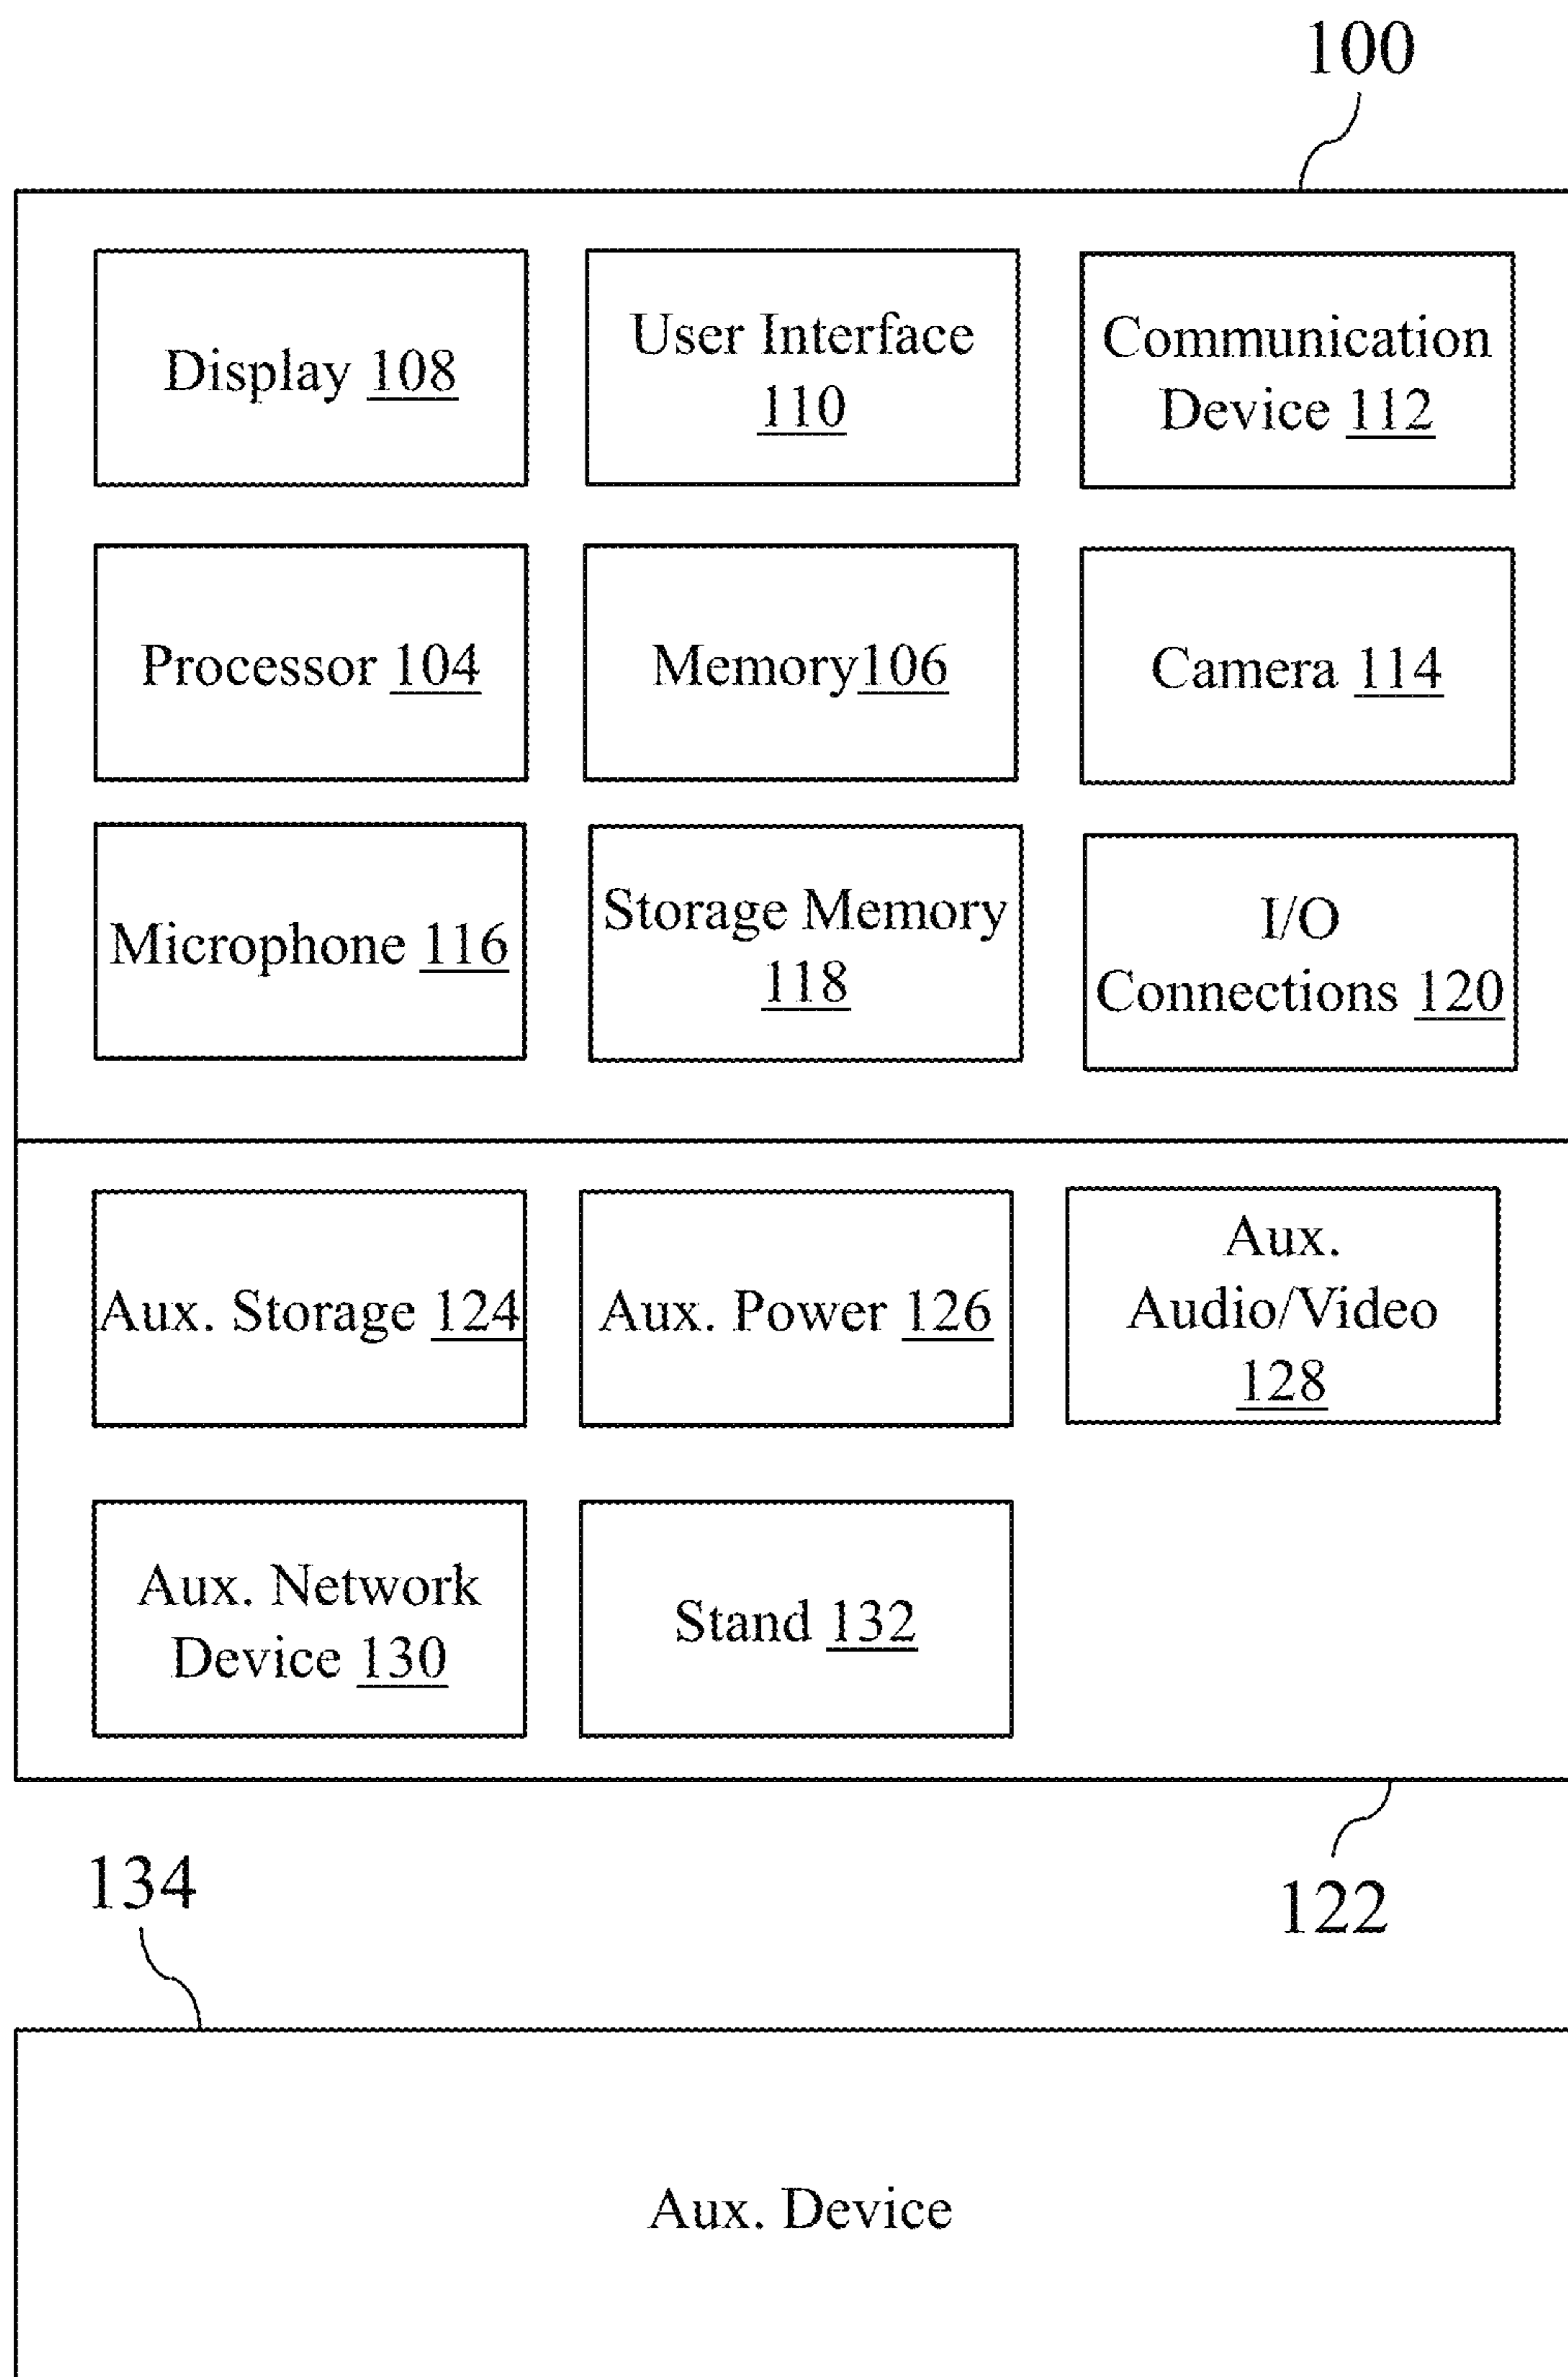 100
Display 108
User Interface
110
Communication
Device 112
Processor 104
Memory106
Camera 114
Microphone 116
Storage Memory
118
I/O
Connections 120
Aux. Storage 124
Aux. Power 126
Aux.
Audio/Video
128
Aux. Network
Device 130
Stand 132
122
134
Aux. Device